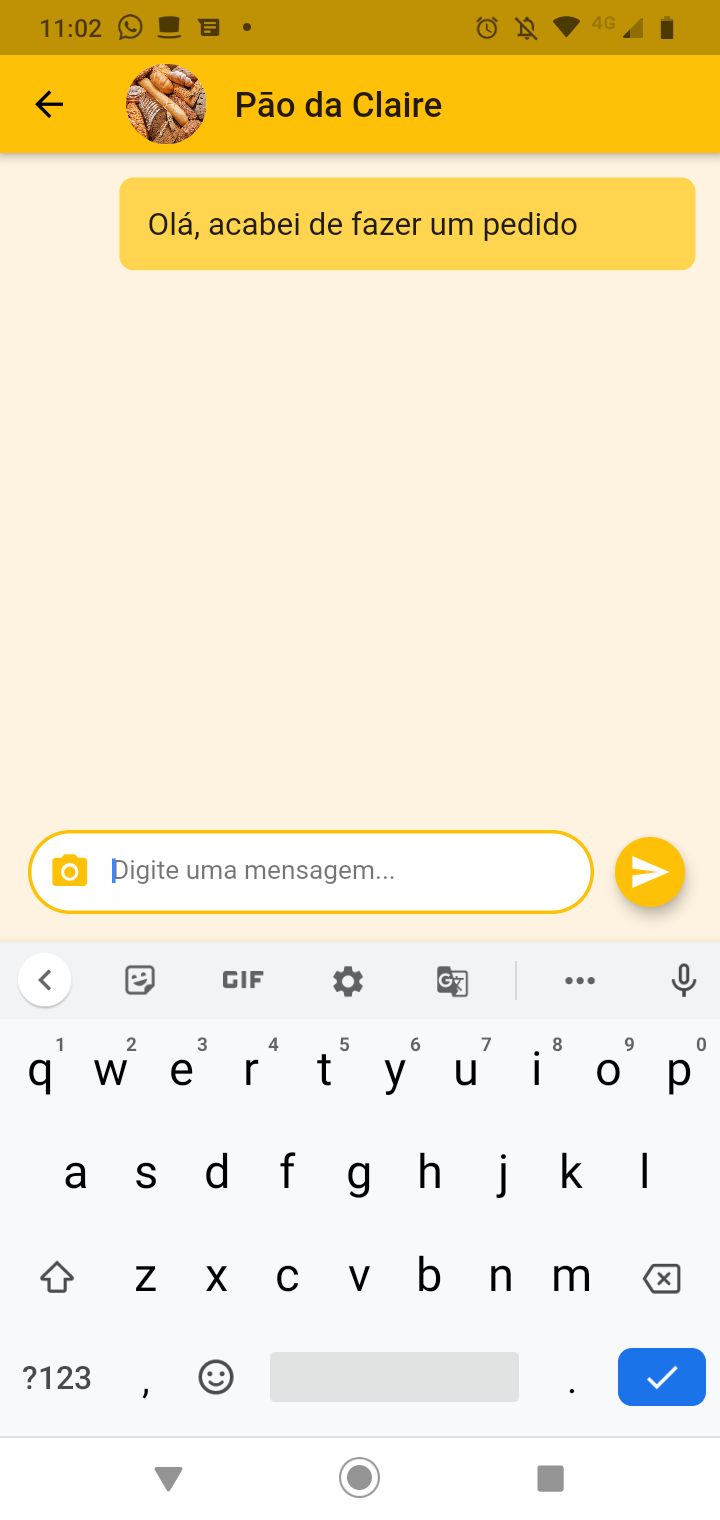 11:02
4G
Pão da Claire
Olá, acabei de fazer um pedido
Digite uma mensagem...
GIF
1 2 3 4 5 6 7 8 9 0
q w e r t y u i o p
a s d f g h j k l
z x c v b n m
?123 , .